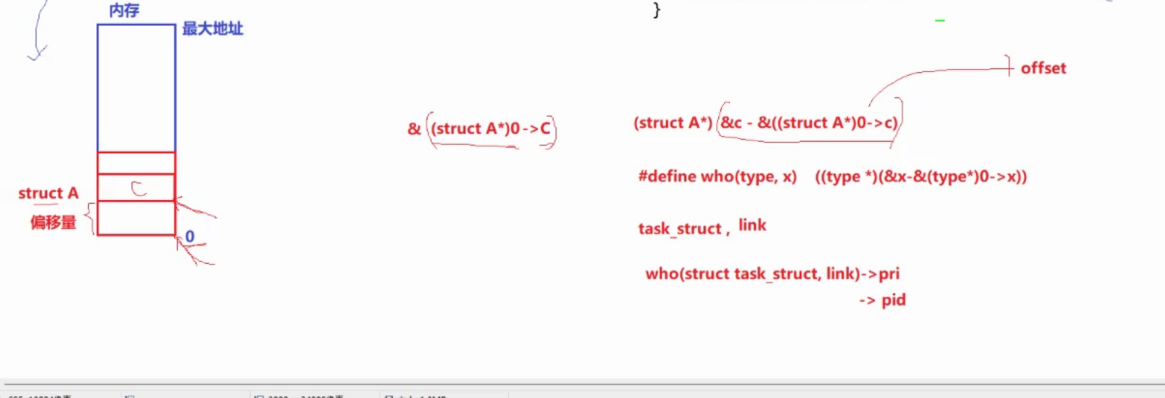 内存
最大地址
}
offset
& (struct A*)0->C
(struct A*) &c - &((struct A*)0->c)
#define who(type, x) ((type *)(&x-&(type*)0->x))
struct A
C
偏移量
0
task_struct , link
who(struct task_struct, link)->pri
-> pid